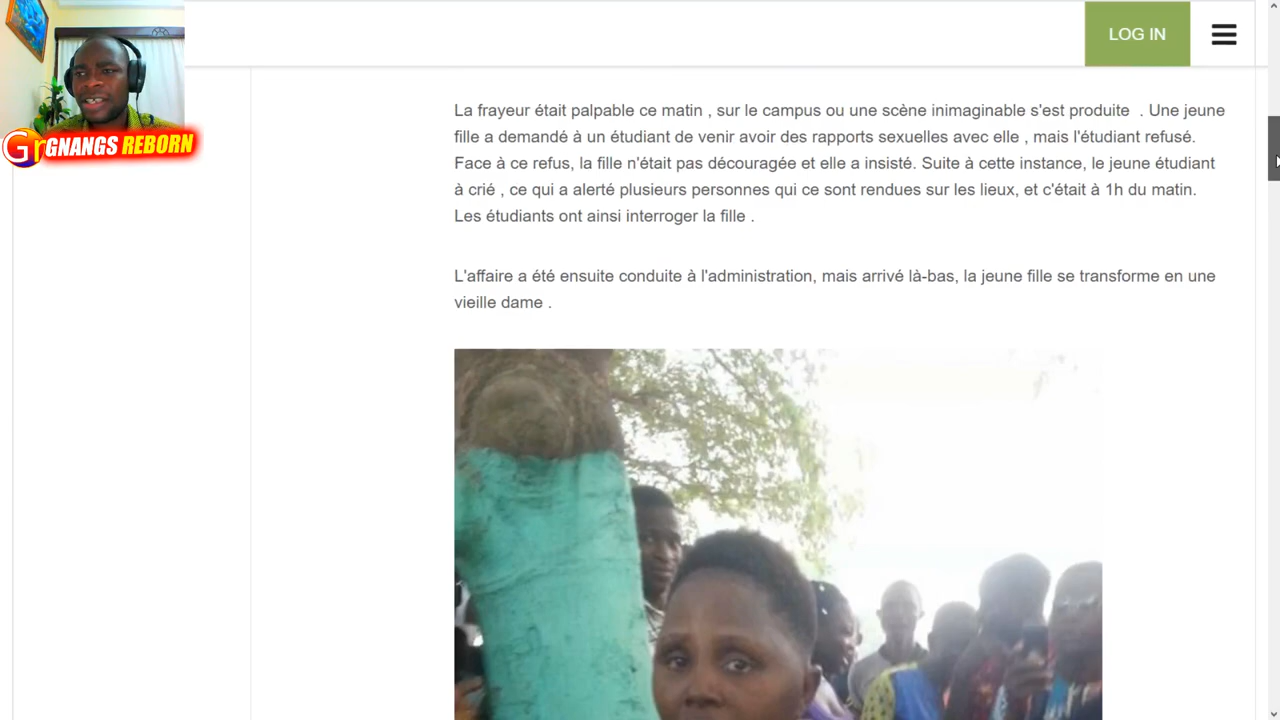 LOG IN
GNANGS REBORN
La frayeur était palpable ce matin , sur le campus ou une scène inimaginable s'est produite . Une jeune
fille a demandé à un étudiant de venir avoir des rapports sexuelles avec elle , mais l'étudiant refusé.
Face à ce refus, la fille n'était pas découragée et elle a insisté. Suite à cette instance, le jeune étudiant
à crié , ce qui a alerté plusieurs personnes qui ce sont rendues sur les lieux, et c'était à 1h du matin.
Les étudiants ont ainsi interroger la fille .
L'affaire a été ensuite conduite à l'administration, mais arrivé là-bas, la jeune fille se transforme en une
vieille dame .